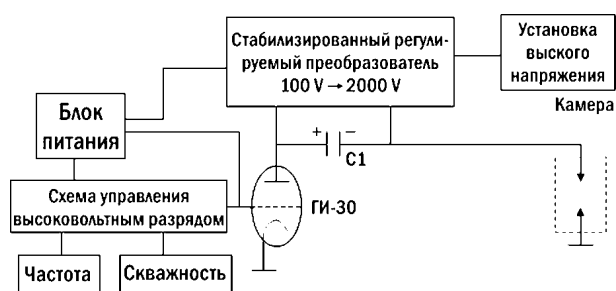 Стабилизированный регули-
руемый преобразователь
100 V → 2000 V
Установка
выского
напряжения
Камера
Блок
питания
+
−
C1
Схема управления
высоковольтным разрядом
ГИ-30
Частота
Скважность